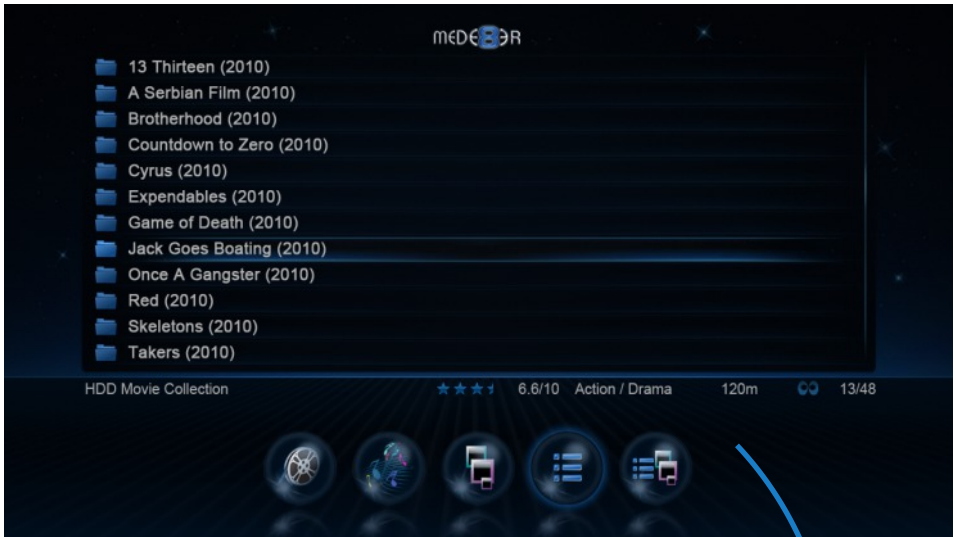 MEDE8ER
13 Thirteen (2010)
A Serbian Film (2010)
Brotherhood (2010)
Countdown to Zero (2010)
Cyrus (2010)
Expendables (2010)
Game of Death (2010)
Jack Goes Boating (2010)
Once A Gangster (2010)
Red (2010)
Skeletons (2010)
Takers (2010)
HDD Movie Collection 6.6/10 Action / Drama 120m 13/48